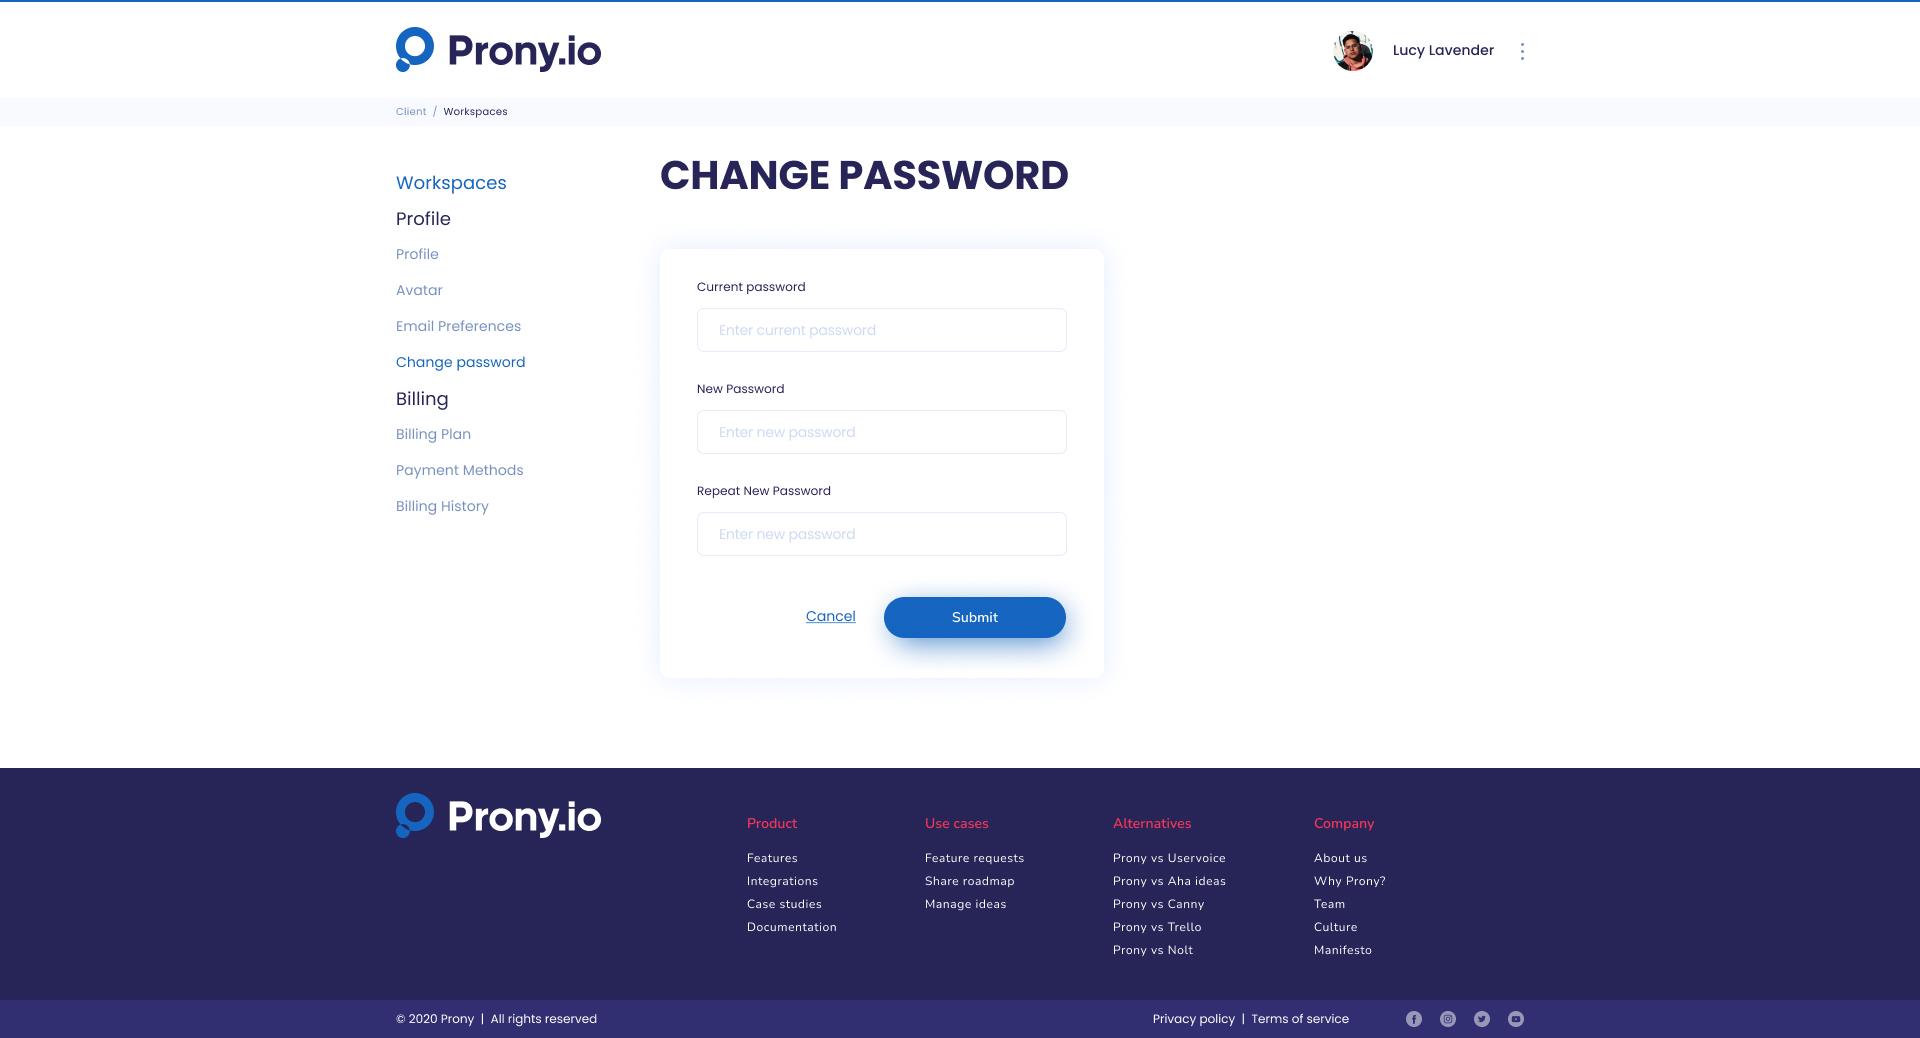 Prony.io
Lucy Lavender
Client / Workspaces
CHANGE PASSWORD
Workspaces
Profile
Profile
Avatar
Email Preferences
Change password
Billing
Billing Plan
Payment Methods
Billing History
Current password
Enter current password
New Password
Enter new password
Repeat New Password
Enter new password
Cancel
Submit
Prony.io
Product
Features
Integrations
Case studies
Documentation
Use cases
Feature requests
Share roadmap
Manage ideas
Alternatives
Prony vs Uservoice
Prony vs Aha ideas
Prony vs Canny
Prony vs Trello
Prony vs Nolt
Company
About us
Why Prony?
Team
Culture
Manifesto
© 2020 Prony | All rights reserved
Privacy policy | Terms of service